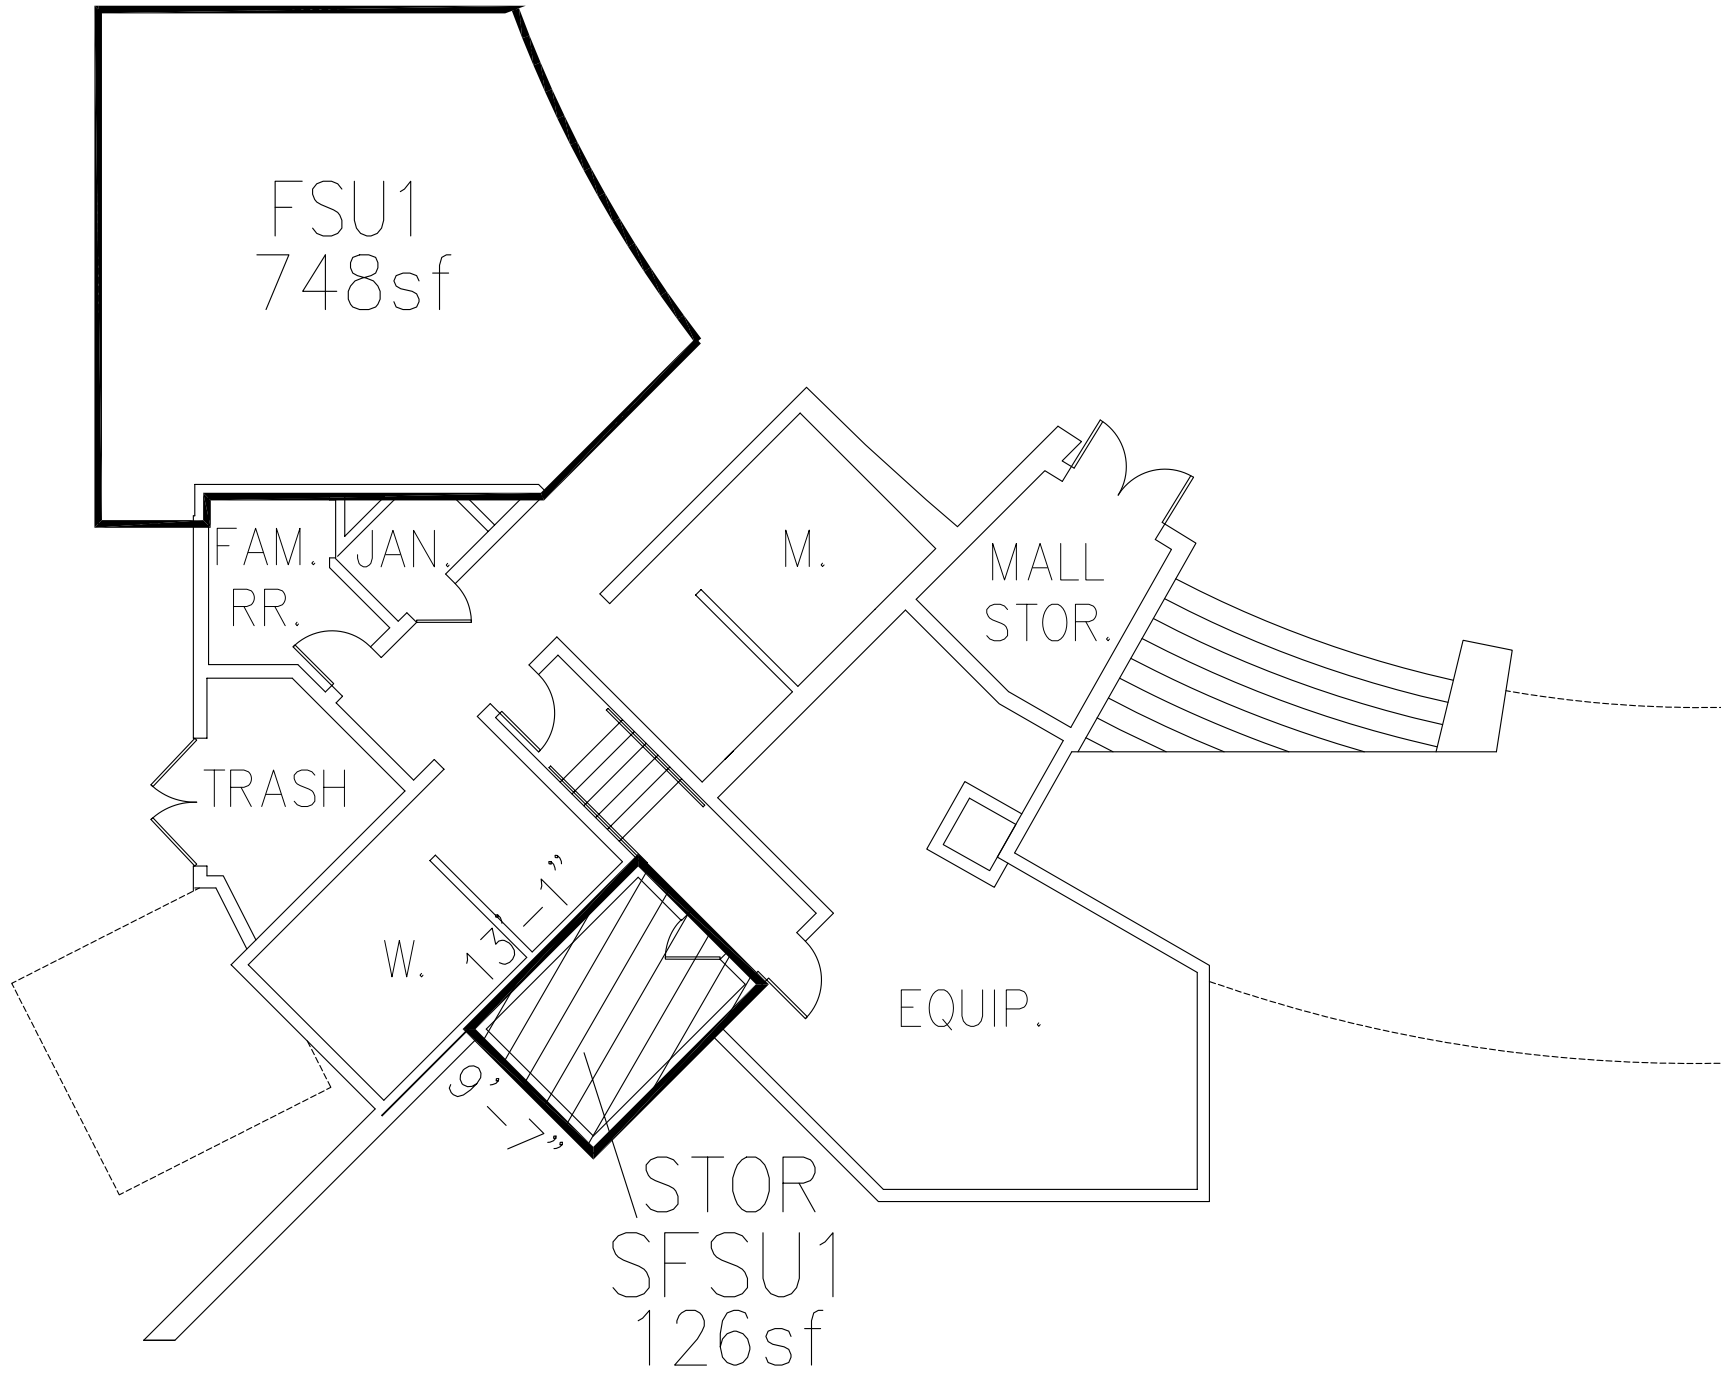 FSU1
748sf
FAM.
RR.
JAN.
M.
MALL
STOR.
TRASH
W.
13'-1"
9'-7"
EQUIP.
STOR
SFSU1
126sf